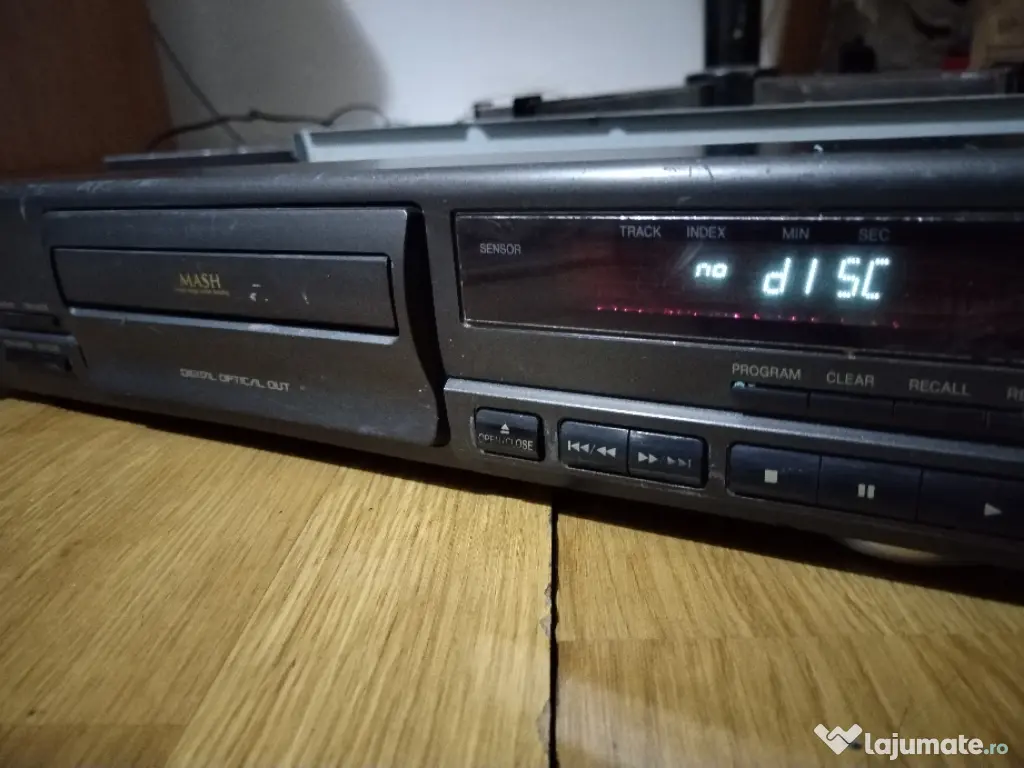 SENSOR
TRACK INDEX MIN SEC
no dISC
MASH
DIGITAL OPTICAL OUT
PROGRAM CLEAR RECALL
OPEN/CLOSE
lajumate.ro